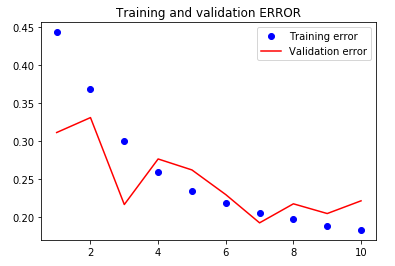 Training and validation ERROR
Training error
Validation error
0.45
0.40
0.35
0.30
0.25
0.20
2 4 6 8 10